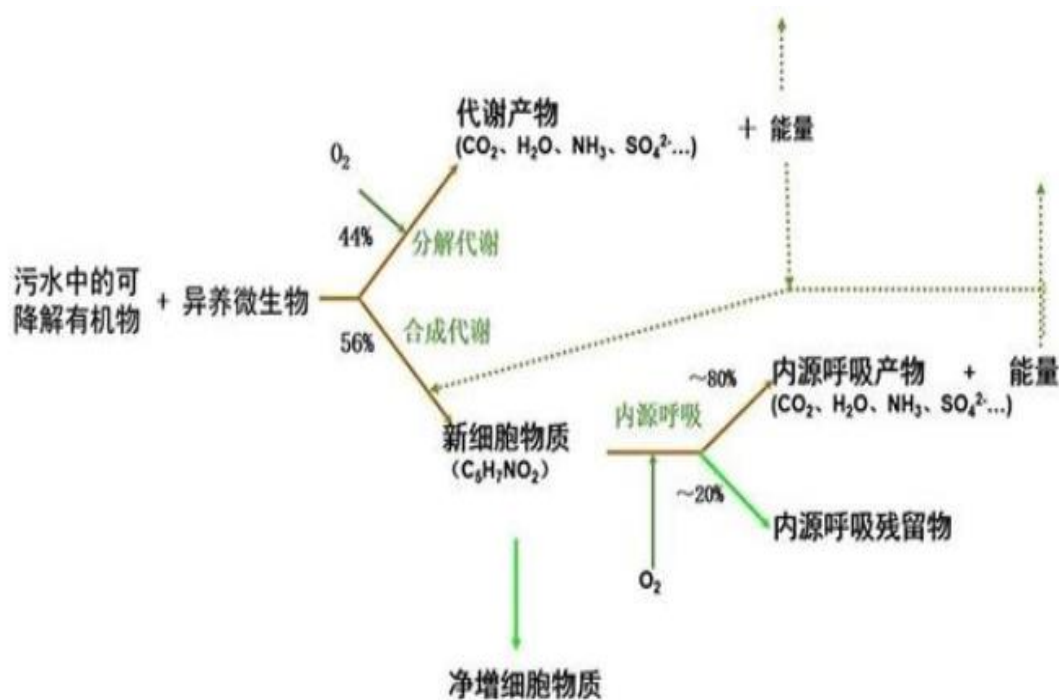 代谢产物
(CO₂、H₂O、NH₃、SO₄²⁻…)
+ 能量
O₂
44%
分解代谢
污水中的可
降解有机物
+ 异养微生物
56%
合成代谢
新细胞物质
（C₅H₇NO₂）
内源呼吸
～80%
内源呼吸产物 + 能量
(CO₂、H₂O、NH₃、SO₄²⁻…)
～20%
内源呼吸残留物
O₂
净增细胞物质